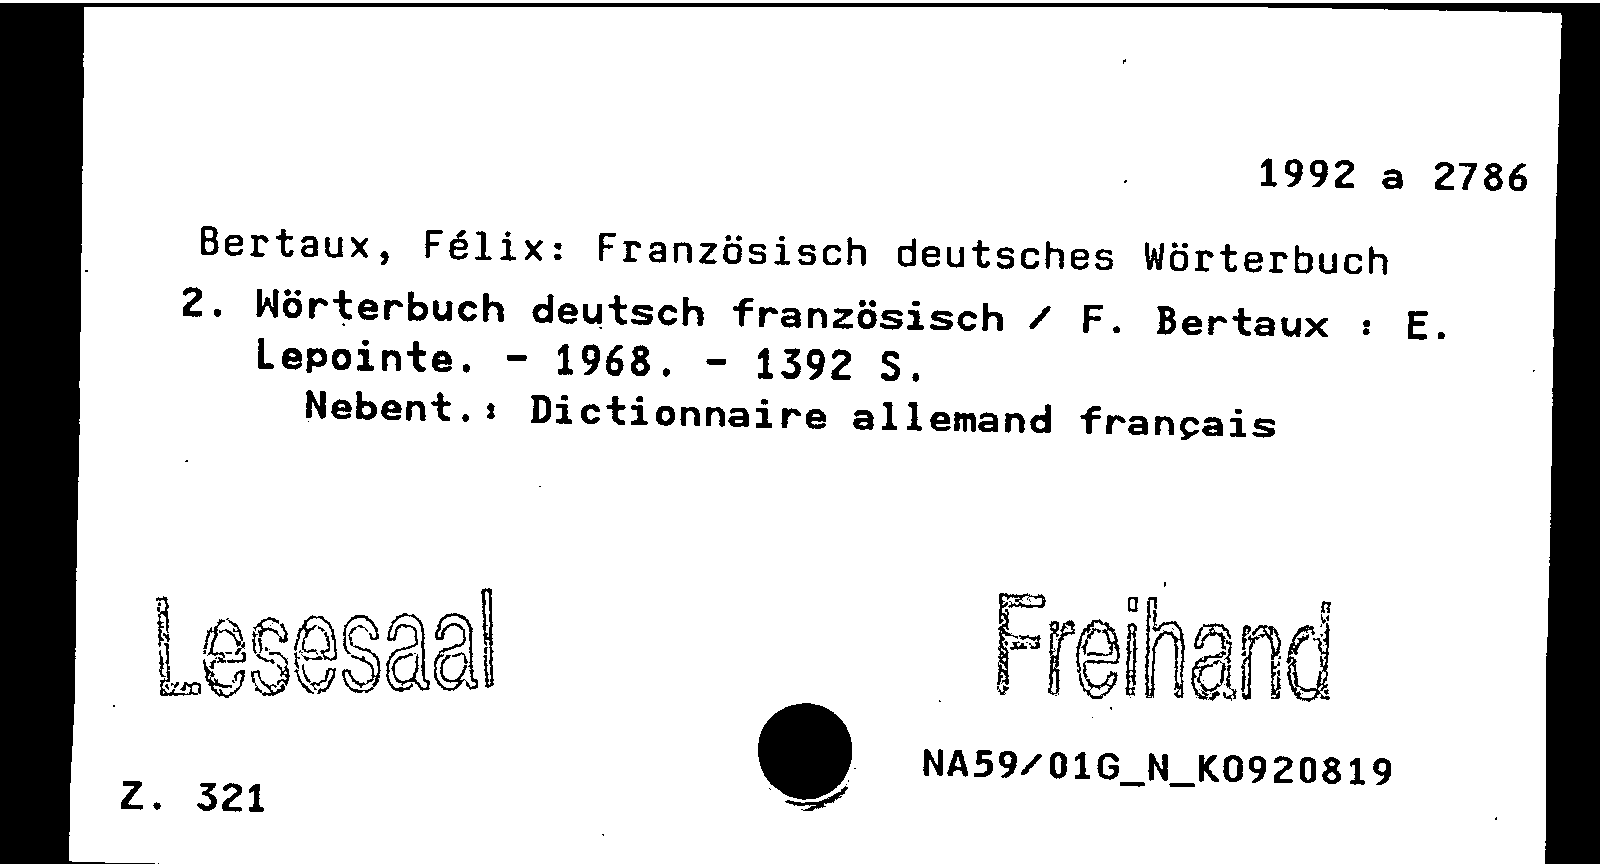 1992 a 2786
Bertaux, Félix: Französisch deutsches Wörterbuch
2. Wörterbuch deutsch französisch / F. Bertaux : E.
Lepointe. - 1968. - 1392 S.
Nebent.: Dictionnaire allemand français
Lesesaal Freihand
NA59/01G_N_K0920819
Z. 321